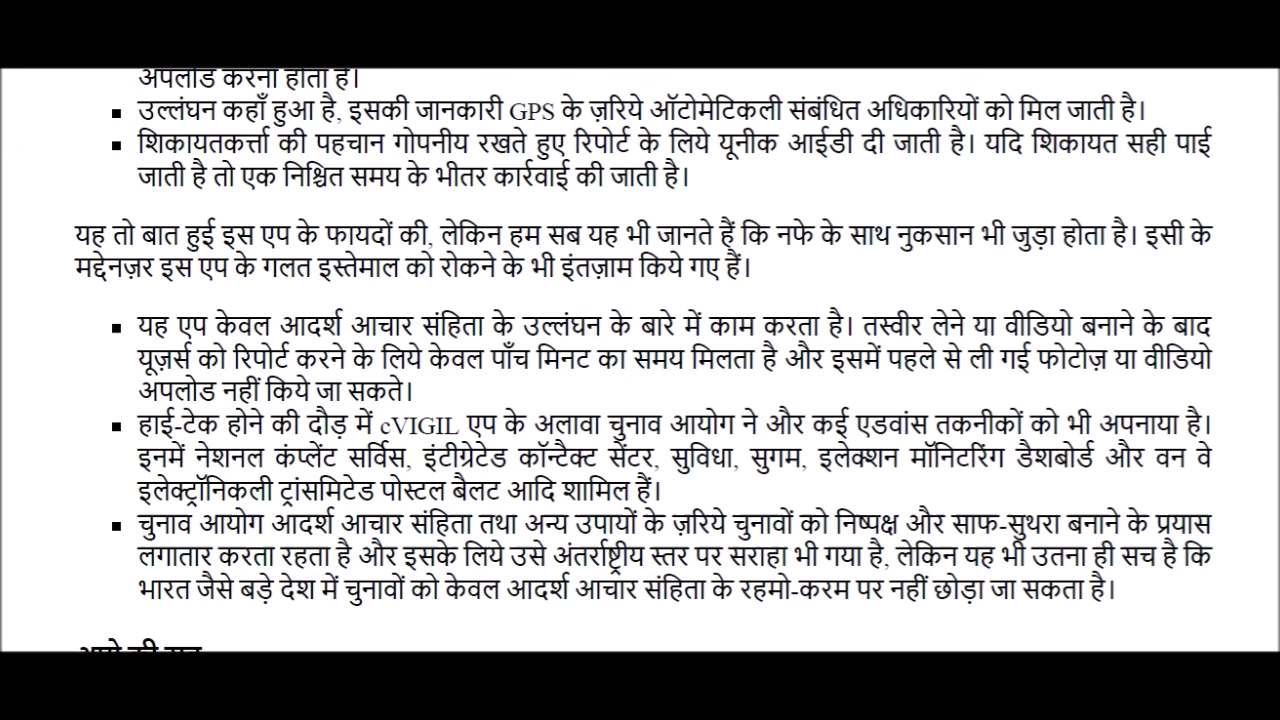 अपलोड करना होता है।
उल्लंघन कहाँ हुआ है, इसकी जानकारी GPS के ज़रिये ऑटोमेटिकली संबंधित अधिकारियों को मिल जाती है।
शिकायतकर्त्ता की पहचान गोपनीय रखते हुए रिपोर्ट के लिये यूनीक आईडी दी जाती है। यदि शिकायत सही पाई
जाती है तो एक निश्चित समय के भीतर कार्रवाई की जाती है।
यह तो बात हुई इस एप के फायदों की, लेकिन हम सब यह भी जानते हैं कि नफे के साथ नुकसान भी जुड़ा होता है। इसी के
मद्देनज़र इस एप के गलत इस्तेमाल को रोकने के भी इंतज़ाम किये गए हैं।
यह एप केवल आदर्श आचार संहिता के उल्लंघन के बारे में काम करता है। तस्वीर लेने या वीडियो बनाने के बाद
यूज़र्स को रिपोर्ट करने के लिये केवल पाँच मिनट का समय मिलता है और इसमें पहले से ली गई फोटोज़ या वीडियो
अपलोड नहीं किये जा सकते।
हाई-टेक होने की दौड़ में cVIGIL एप के अलावा चुनाव आयोग ने और कई एडवांस तकनीकों को भी अपनाया है।
इनमें नेशनल कंप्लेंट सर्विस, इंटीग्रेटेड कॉन्टैक्ट सेंटर, सुविधा, सुगम, इलेक्शन मॉनिटरिंग डैशबोर्ड और वन वे
इलेक्ट्रॉनिकली ट्रांसमिटेड पोस्टल बैलट आदि शामिल हैं।
चुनाव आयोग आदर्श आचार संहिता तथा अन्य उपायों के ज़रिये चुनावों को निष्पक्ष और साफ-सुथरा बनाने के प्रयास
लगातार करता रहता है और इसके लिये उसे अंतर्राष्ट्रीय स्तर पर सराहा भी गया है, लेकिन यह भी उतना ही सच है कि
भारत जैसे बड़े देश में चुनावों को केवल आदर्श आचार संहिता के रहमो-करम पर नहीं छोड़ा जा सकता है।